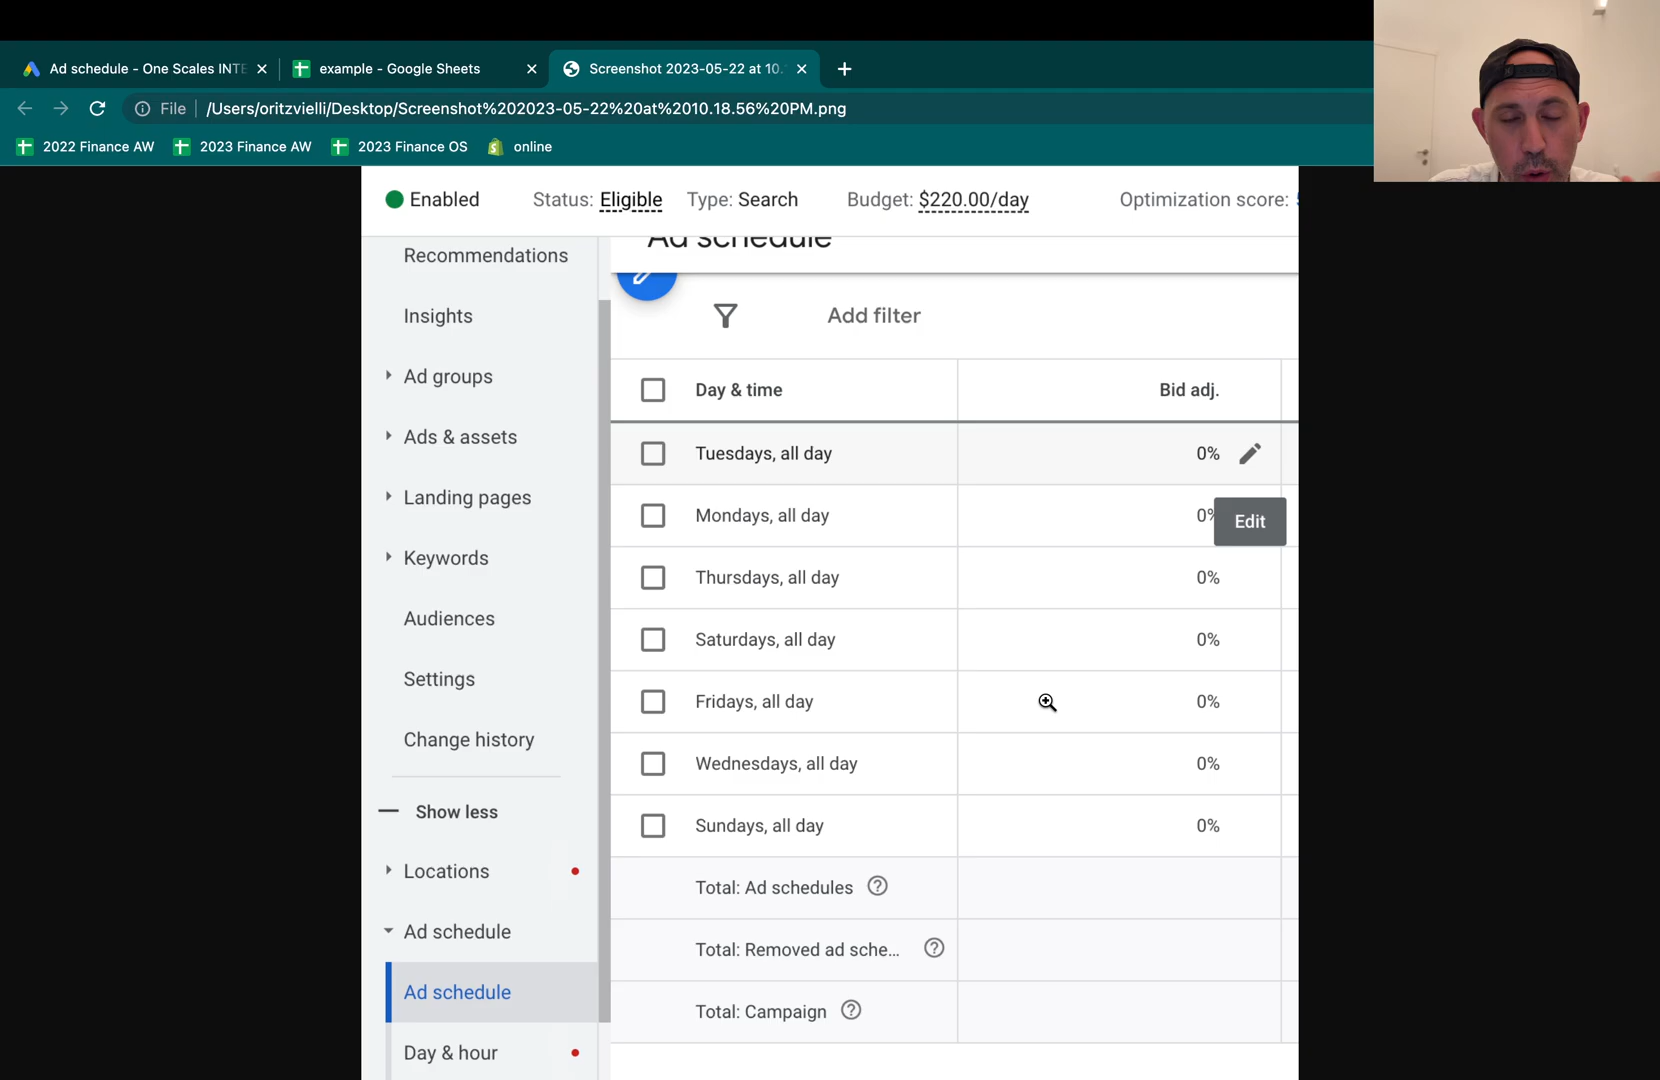 Ad schedule - One Scales INTE
example - Google Sheets
Screenshot 2023-05-22 at 10.
File
/Users/oritzvielli/Desktop/Screenshot%202023-05-22%20at%2010.18.56%20PM.png
2022 Finance AW
2023 Finance AW
2023 Finance OS
online
Enabled
Status: Eligible
Type: Search
Budget: $220.00/day
Optimization score:
Ad schedule
Recommendations
Insights
Ad groups
Ads & assets
Landing pages
Keywords
Audiences
Settings
Change history
Show less
Locations
Ad schedule
Ad schedule
Day & hour
Add filter
Day & time
Bid adj.
Tuesdays, all day
0%
Mondays, all day
0%
Edit
Thursdays, all day
0%
Saturdays, all day
0%
Fridays, all day
0%
Wednesdays, all day
0%
Sundays, all day
0%
Total: Ad schedules
Total: Removed ad sche...
Total: Campaign